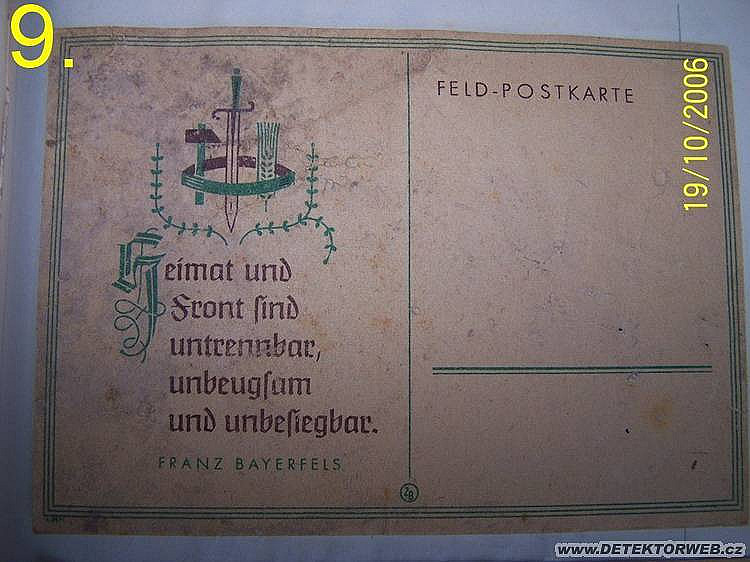 9.
Heimat und
Front sind
untrennbar,
unbeugsam
und unbesiegbar.
FRANZ BAYERFELS
FELD-POSTKARTE
19/10/2006
www.DETEKTORWEB.cz